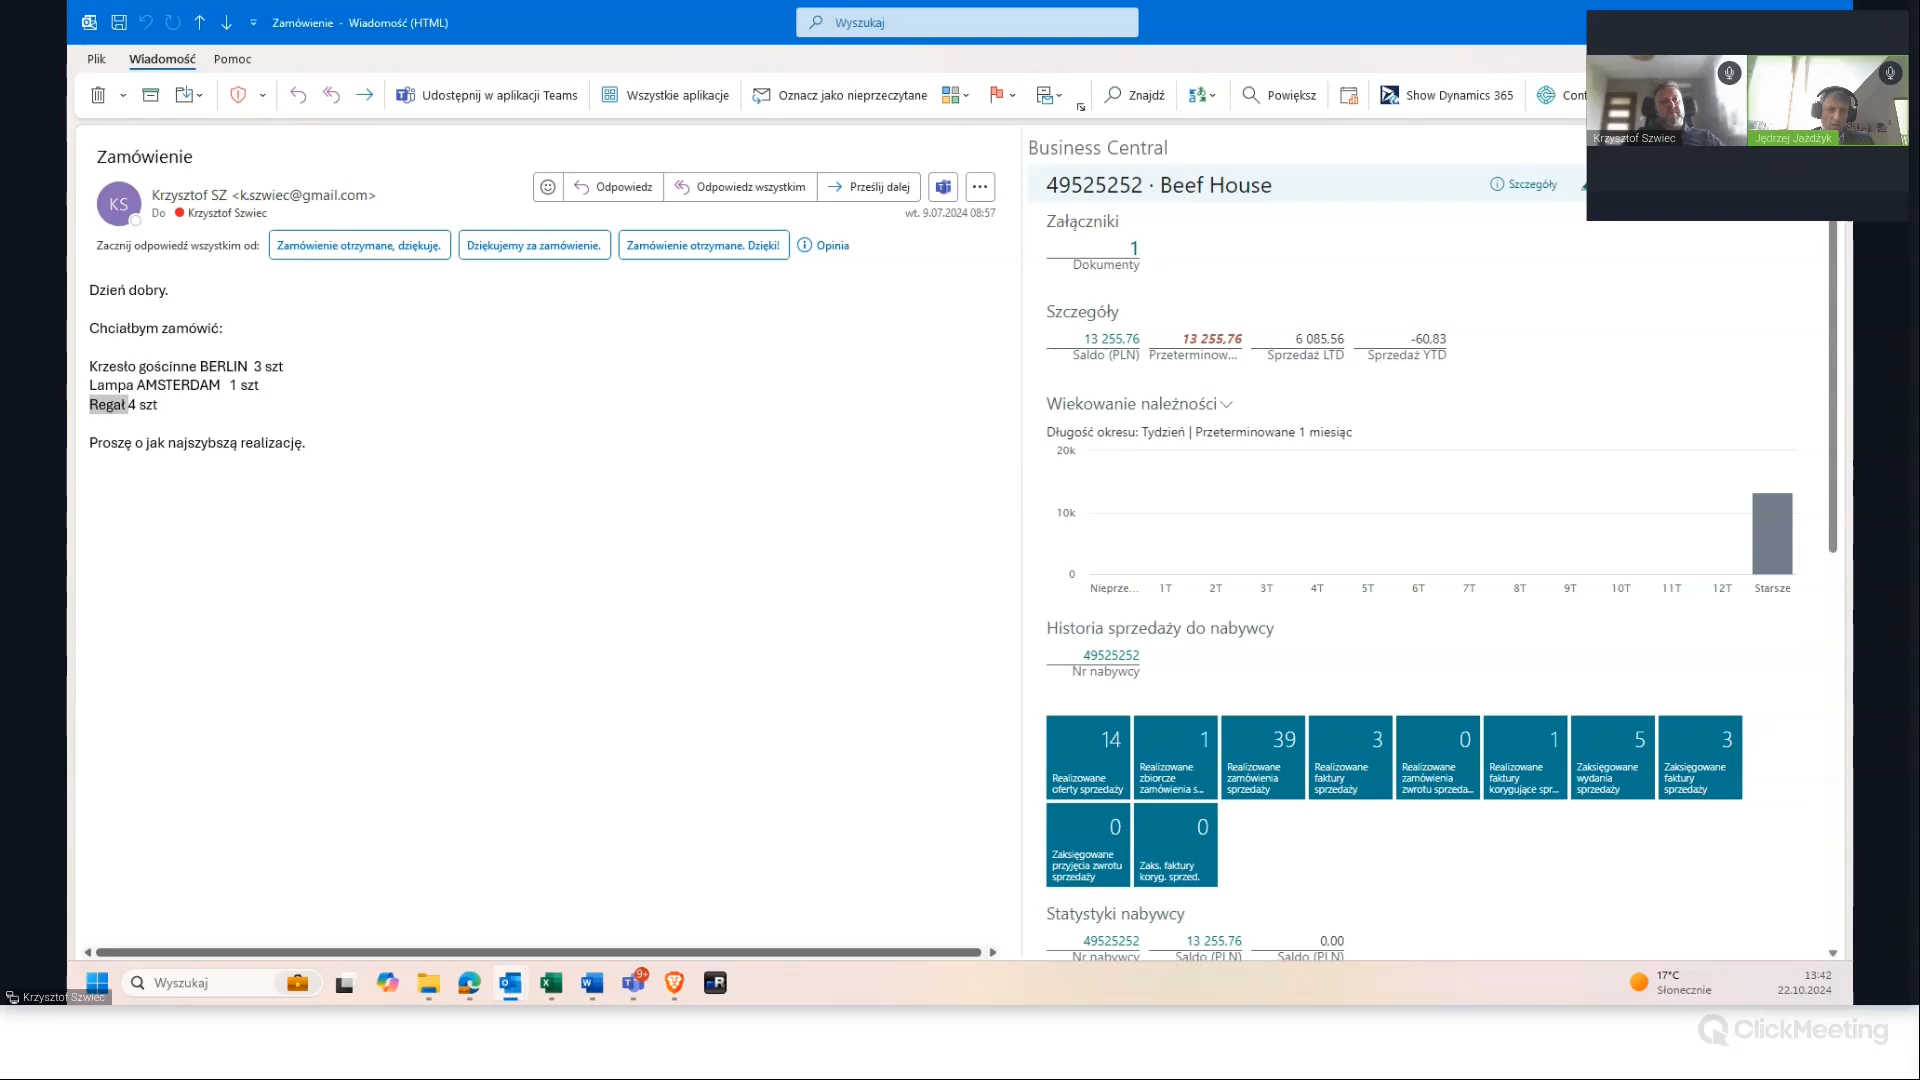 Zamówienie - Wiadomość (HTML)
Wyszukaj
Plik
Wiadomość
Pomoc
Udostępnij w aplikacji Teams
Wszystkie aplikacje
Oznacz jako nieprzeczytane
Znajdź
Powiększ
Show Dynamics 365
Cont
Krzysztof Szwiec
Jędrzej Jażdżyk
Zamówienie
KS
Krzysztof SZ <k.szwiec@gmail.com>
Do Krzysztof Szwiec
Odpowiedz
Odpowiedz wszystkim
Prześlij dalej
wt. 9.07.2024 08:57
Zacznij odpowiedź wszystkim od:
Zamówienie otrzymane, dziękuję.
Dziękujemy za zamówienie.
Zamówienie otrzymane. Dzięki!
Opinia
Dzień dobry.
Chciałbym zamówić:
Krzesło gościnne BERLIN 3 szt
Lampa AMSTERDAM 1 szt
Regał 4 szt
Proszę o jak najszybszą realizację.
Business Central
49525252 · Beef House
Szczegóły
Załączniki
1
Dokumenty
Szczegóły
13 255,76 13 255,76 6 085,56 -60,83
Saldo (PLN) Przeterminow... Sprzedaż LTD Sprzedaż YTD
Wiekowanie należności
Długość okresu: Tydzień | Przeterminowane 1 miesiąc
20k
10k
0
Nieprze... 1T 2T 3T 4T 5T 6T 7T 8T 9T 10T 11T 12T Starsze
Historia sprzedaży do nabywcy
49525252
Nr nabywcy
14
Realizowane
oferty sprzedaży
1
Realizowane
zbiorcze
zamówienia s...
39
Realizowane
zamówienia
sprzedaży
3
Realizowane
faktury
sprzedaży
0
Realizowane
zamówienia
zwrotu sprzeda...
1
Realizowane
faktury
korygujące spr...
5
Zaksięgowane
wydania
sprzedaży
3
Zaksięgowane
faktury
sprzedaży
0
Zaksięgowane
przyjęcia zwrotu
sprzedaży
0
Zaks. faktury
koryg. sprzed.
Statystyki nabywcy
49525252 13 255,76 0,00
Nr nabywcy Saldo (PLN) Saldo (PLN)
Wyszukaj
9+
17°C
Słonecznie
13:42
22.10.2024
Krzysztof Szwiec
ClickMeeting